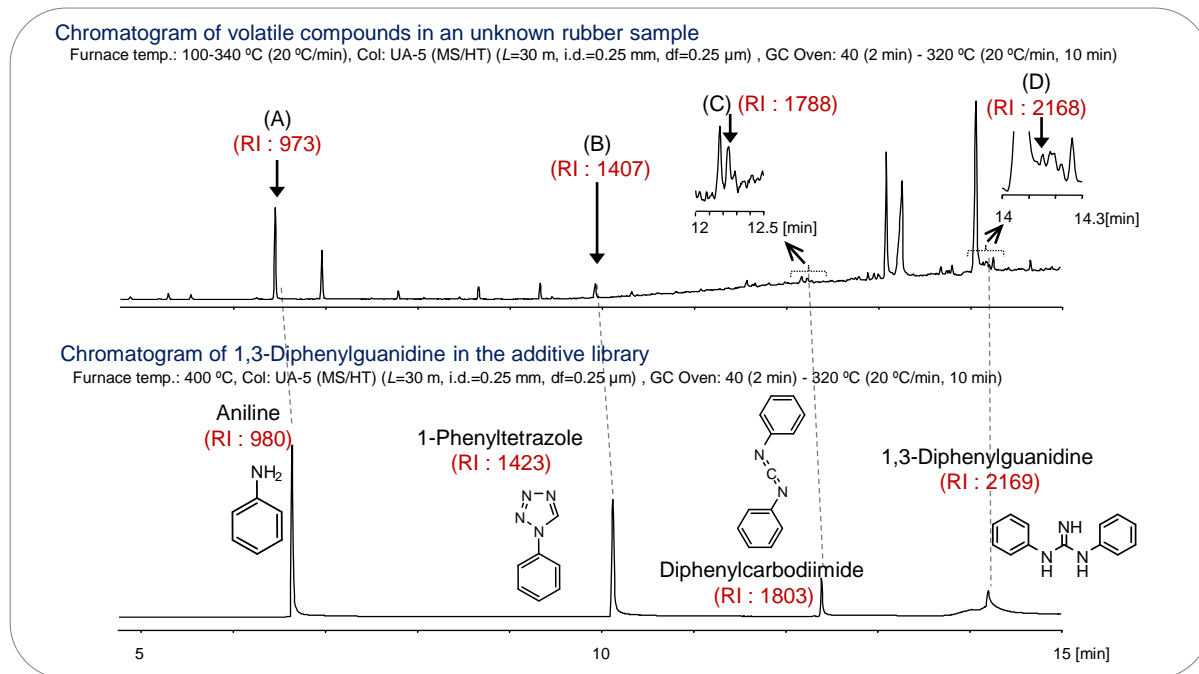 Chromatogram of volatile compounds in an unknown rubber sample
Furnace temp.: 100-340 ºC (20 ºC/min), Col: UA-5 (MS/HT) (L=30 m, i.d.=0.25 mm, df=0.25 µm) , GC Oven: 40 (2 min) - 320 ºC (20 ºC/min, 10 min)
(A)
(RI : 973)
(B)
(RI : 1407)
(C) (RI : 1788)
(D)
(RI : 2168)
12 12.5 [min]
14 14.3 [min]
Chromatogram of 1,3-Diphenylguanidine in the additive library
Furnace temp.: 400 ºC, Col: UA-5 (MS/HT) (L=30 m, i.d.=0.25 mm, df=0.25 µm) , GC Oven: 40 (2 min) - 320 ºC (20 ºC/min, 10 min)
Aniline
(RI : 980)
NH2
1-Phenyltetrazole
(RI : 1423)
N N
N
N
N
C
N
Diphenylcarbodiimide
(RI : 1803)
1,3-Diphenylguanidine
(RI : 2169)
NH
N N
H H
5 10 15 [min]